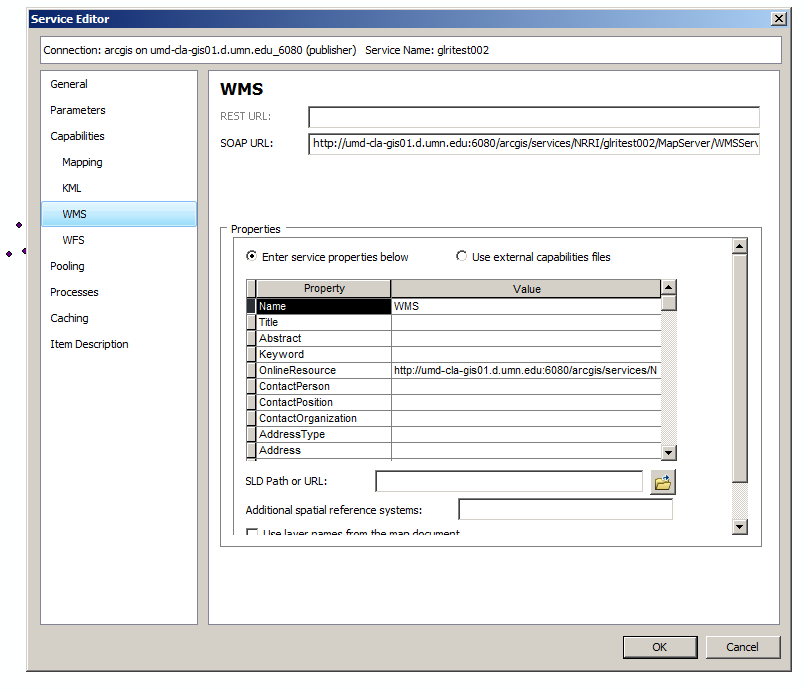 Service Editor
Connection: arcgis on umd-cla-gis01.d.umn.edu_6080 (publisher) Service Name: glritest002
General
Parameters
Capabilities
Mapping
KML
WMS
WFS
Pooling
Processes
Caching
Item Description
WMS
REST URL:
SOAP URL: http://umd-cla-gis01.d.umn.edu:6080/arcgis/services/NRRI/glritest002/MapServer/WMSServ
Properties
Enter service properties below Use external capabilities files
Property Value
Name WMS
Title
Abstract
Keyword
OnlineResource http://umd-cla-gis01.d.umn.edu:6080/arcgis/services/N
ContactPerson
ContactPosition
ContactOrganization
AddressType
Address
SLD Path or URL:
Additional spatial reference systems:
Use layer names from the map document
OK Cancel